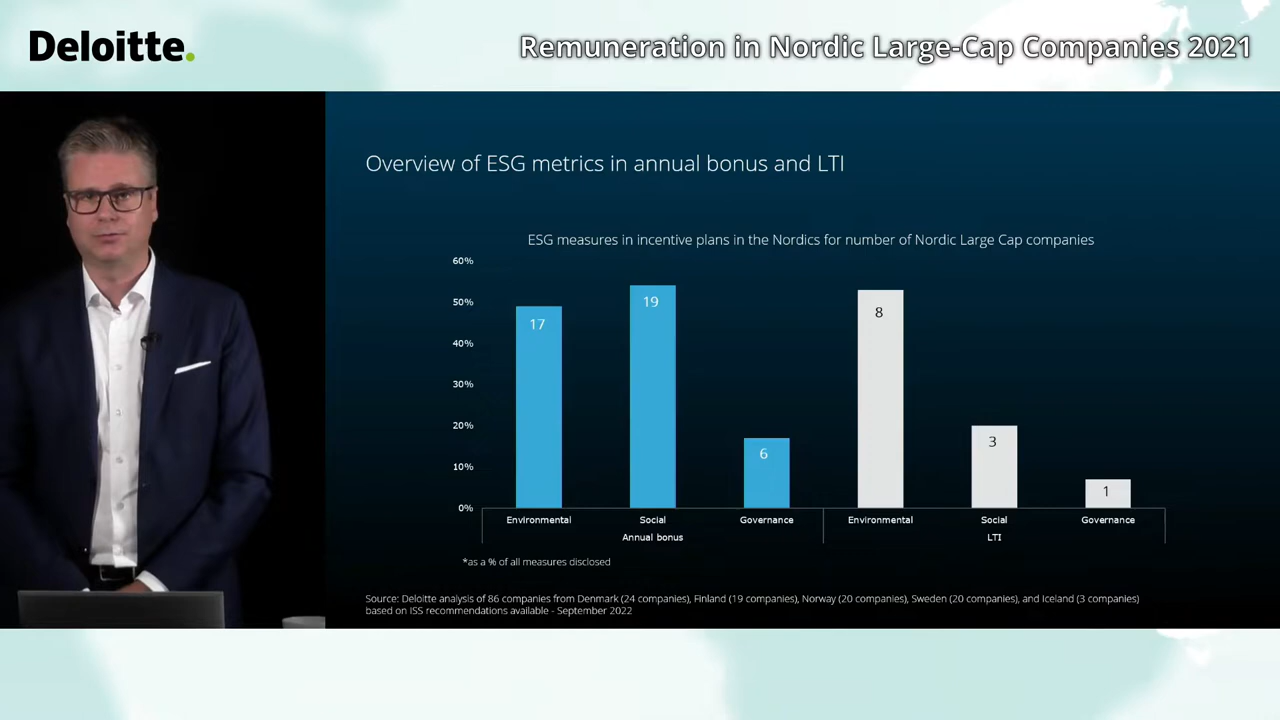 Deloitte.
Remuneration in Nordic Large-Cap Companies 2021
Overview of ESG metrics in annual bonus and LTI
ESG measures in incentive plans in the Nordics for number of Nordic Large Cap companies
60%
50%
40%
30%
20%
10%
0%
17
19
6
8
3
1
Environmental
Social
Governance
Environmental
Social
Governance
Annual bonus
LTI
*as a % of all measures disclosed
Source: Deloitte analysis of 86 companies from Denmark (24 companies), Finland (19 companies), Norway (20 companies), Sweden (20 companies), and Iceland (3 companies)
based on ISS recommendations available - September 2022